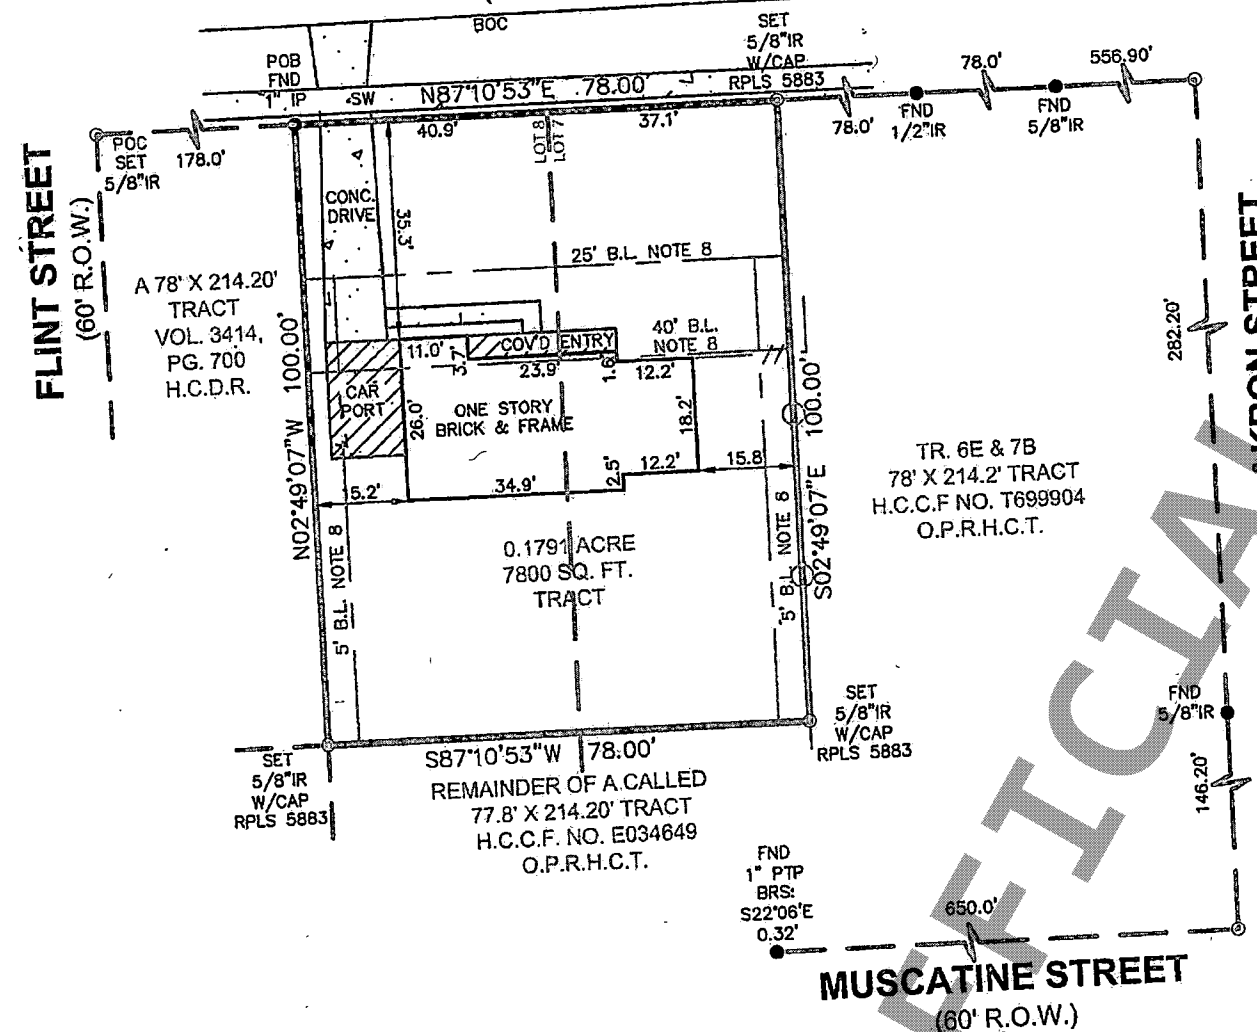 BOC
SET
5/8"IR
W/CAP
RPLS 5883
POB
FND
1" IP
SW
N87°10'53"E 78.00'
78.0'
556.90'
FND
1/2"IR
FND
5/8"IR
78.0'
POC
SET
5/8"IR
178.0'
40.9'
LOT 8
LOT 7
37.1'
FLINT STREET
(60' R.O.W.)
CONC.
DRIVE
35.3'
25' B.L. NOTE 8
A 78' X 214.20'
TRACT
VOL. 3414,
PG. 700
H.C.D.R.
N02°49'07"W 100.00'
11.0'
3.7'
COV'D ENTRY
23.9'
1.6'
40' B.L.
NOTE 8
12.2'
CAR
PORT
26.0'
ONE STORY
BRICK & FRAME
18.2'
15.2'
34.9'
2.5'
12.2'
15.8'
S02°49'07"E 100.00'
282.20'
TR. 6E & 7B
78' X 214.2' TRACT
H.C.C.F NO. T699904
O.P.R.H.C.T.
5' B.L. NOTE 8
0.1791 ACRE
7800 SQ. FT.
TRACT
5' B.L. NOTE 8
S87°10'53"W 78.00'
SET
5/8"IR
W/CAP
RPLS 5883
SET
5/8"IR
W/CAP
RPLS 5883
FND
5/8"IR
146.20'
REMAINDER OF A CALLED
77.8' X 214.20' TRACT
H.C.C.F. NO. E034649
O.P.R.H.C.T.
FND
1" PTP
BRS:
S22°06'E
0.32'
650.0'
MUSCATINE STREET
(60' R.O.W.)
FFICIAL